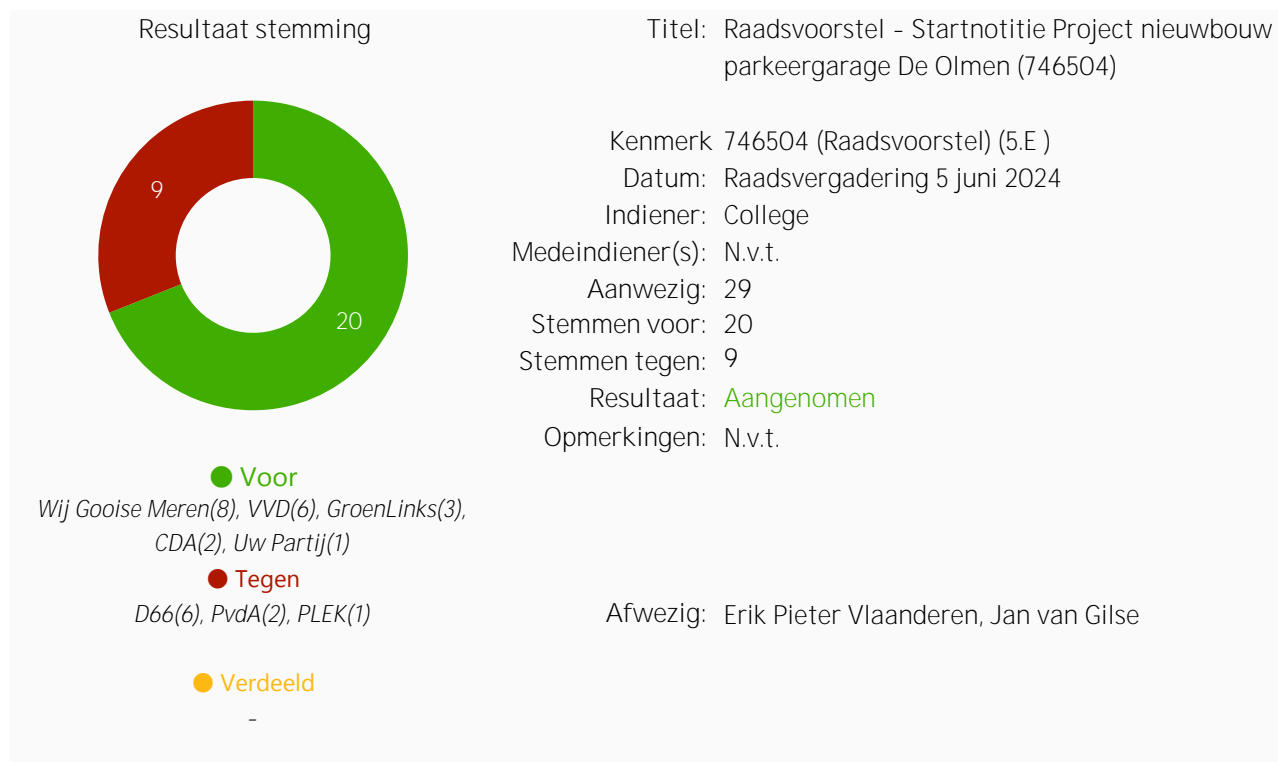 Resultaat stemming
9
20
Voor
Wij Gooise Meren(8), VVD(6), GroenLinks(3),
CDA(2), Uw Partij(1)
Tegen
D66(6), PvdA(2), PLEK(1)
Verdeeld
-
Titel: Raadsvoorstel - Startnotitie Project nieuwbouw
parkeergarage De Olmen (746504)
Kenmerk 746504 (Raadsvoorstel) (5.E )
Datum: Raadsvergadering 5 juni 2024
Indiener: College
Medeindiener(s): N.v.t.
Aanwezig: 29
Stemmen voor: 20
Stemmen tegen: 9
Resultaat: Aangenomen
Opmerkingen: N.v.t.
Afwezig: Erik Pieter Vlaanderen, Jan van Gilse